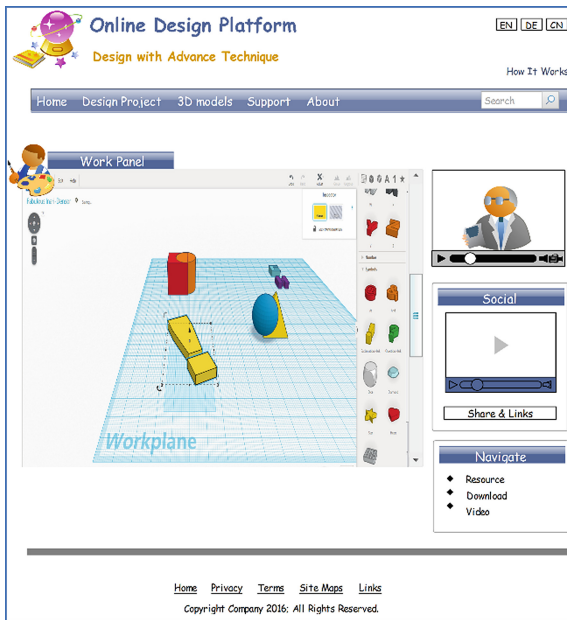 Online Design Platform
EN DE CN
Design with Advance Technique
How It Works
Home Design Project 3D models Support About
Search
Work Panel
Workplane
Social
Share & Links
Navigate
Resource
Download
Video
Home Privacy Terms Site Maps Links
Copyright Company 2016; All Rights Reserved.